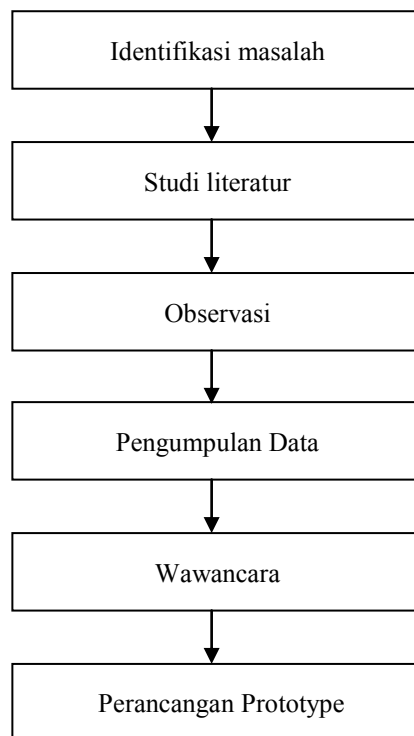 Identifikasi masalah
Studi literatur
Observasi
Pengumpulan Data
Wawancara
Perancangan Prototype